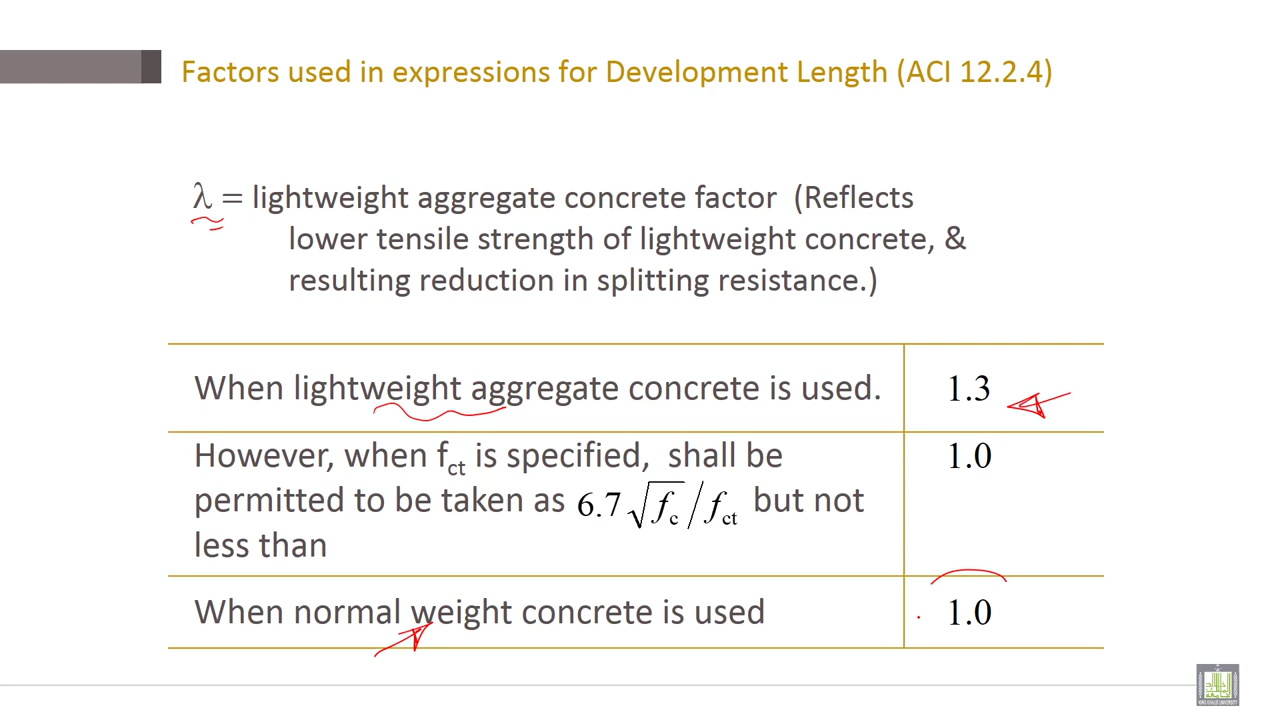 Factors used in expressions for Development Length (ACI 12.2.4)
λ = lightweight aggregate concrete factor (Reflects
lower tensile strength of lightweight concrete, &
resulting reduction in splitting resistance.)
When lightweight aggregate concrete is used. 1.3
However, when fct is specified, shall be 1.0
permitted to be taken as 6.7√fc/fct but not
less than
When normal weight concrete is used 1.0
KING KHALID UNIVERSITY